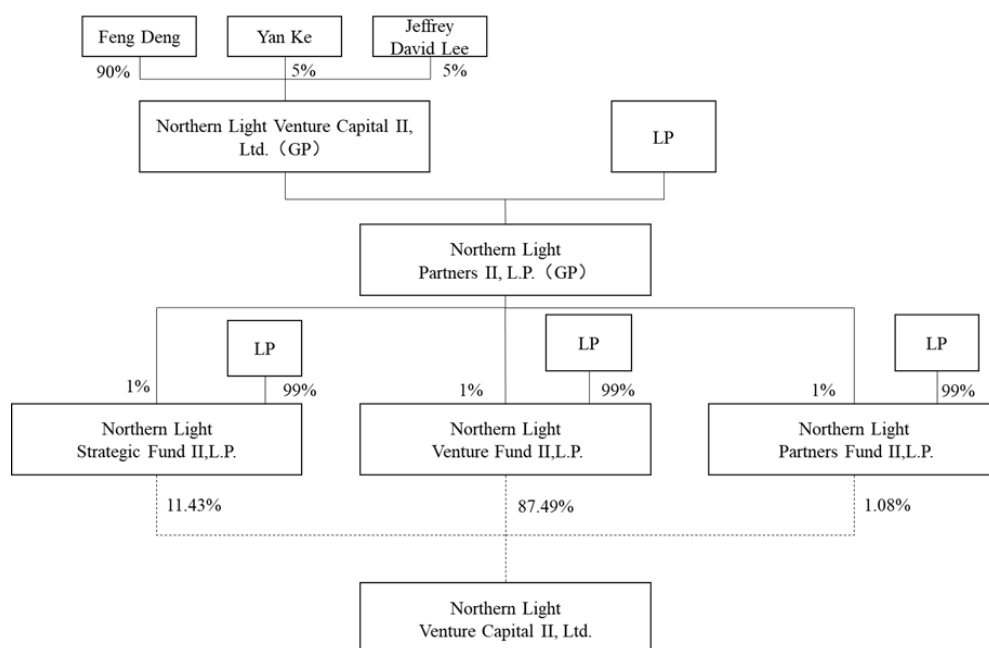 Feng Deng
Yan Ke
Jeffrey
David Lee
90%
5%
5%
Northern Light Venture Capital II,
Ltd.（GP）
LP
Northern Light
Partners II, L.P.（GP）
LP
LP
LP
1%
99%
1%
99%
1%
99%
Northern Light
Strategic Fund II,L.P.
Northern Light
Venture Fund II,L.P.
Northern Light
Partners Fund II,L.P.
11.43%
87.49%
1.08%
Northern Light
Venture Capital II, Ltd.